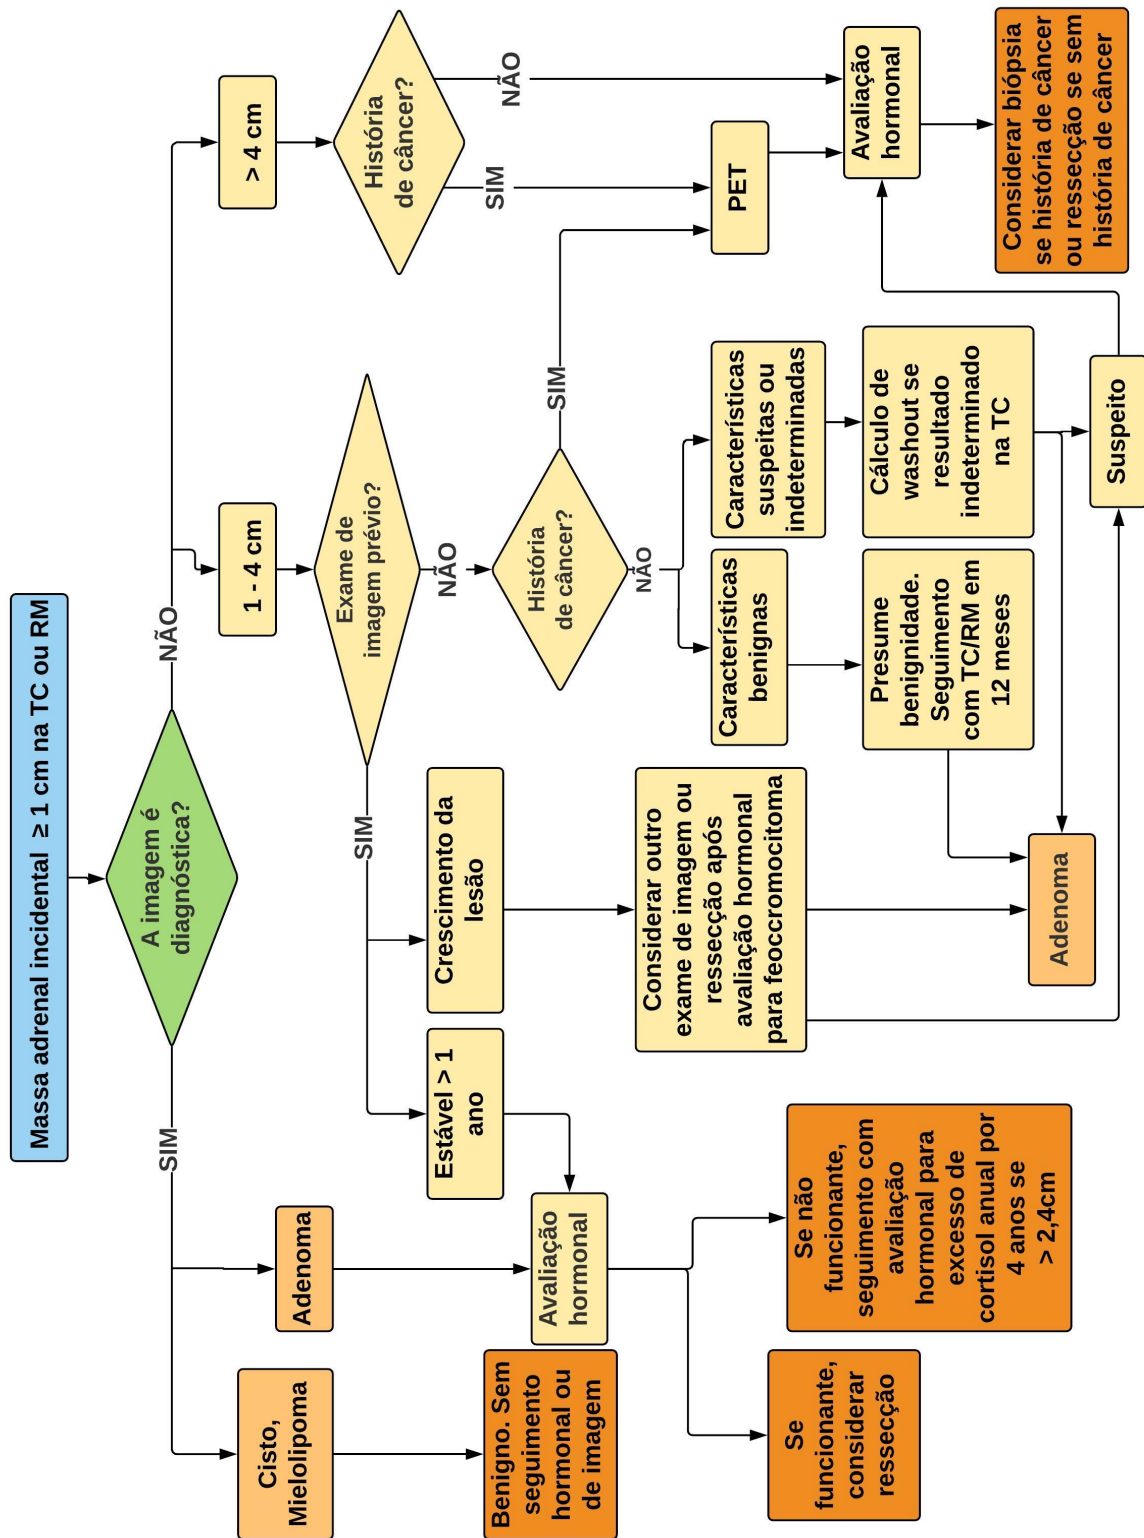 Massa adrenal incidental ≥ 1 cm na TC ou RM
A imagem é
diagnóstica?
SIM
NÃO
Cisto,
Mielolipoma
Adenoma
1 - 4 cm
> 4 cm
Benigno. Sem
seguimento
hormonal ou
de imagem
Avaliação
hormonal
Se
funcionante,
considerar
ressecção
Se não
funcionante,
seguimento com
avaliação
hormonal para
excesso de
cortisol anual por
4 anos se
> 2,4cm
Exame de
imagem prévio?
SIM
NÃO
Estável > 1
ano
Crescimento da
lesão
Considerar outro
exame de imagem ou
ressecção após
avaliação hormonal
para feoccromocitoma
História
de câncer?
NÃO
SIM
Características
benignas
Características
suspeitas ou
indeterminadas
Presume
benignidade.
Seguimento
com TC/RM em
12 meses
Cálculo de
washout se
resultado
indeterminado
na TC
Adenoma
Suspeito
História
de câncer?
SIM
NÃO
PET
Avaliação
hormonal
Considerar biópsia
se história de câncer
ou ressecção se sem
história de câncer